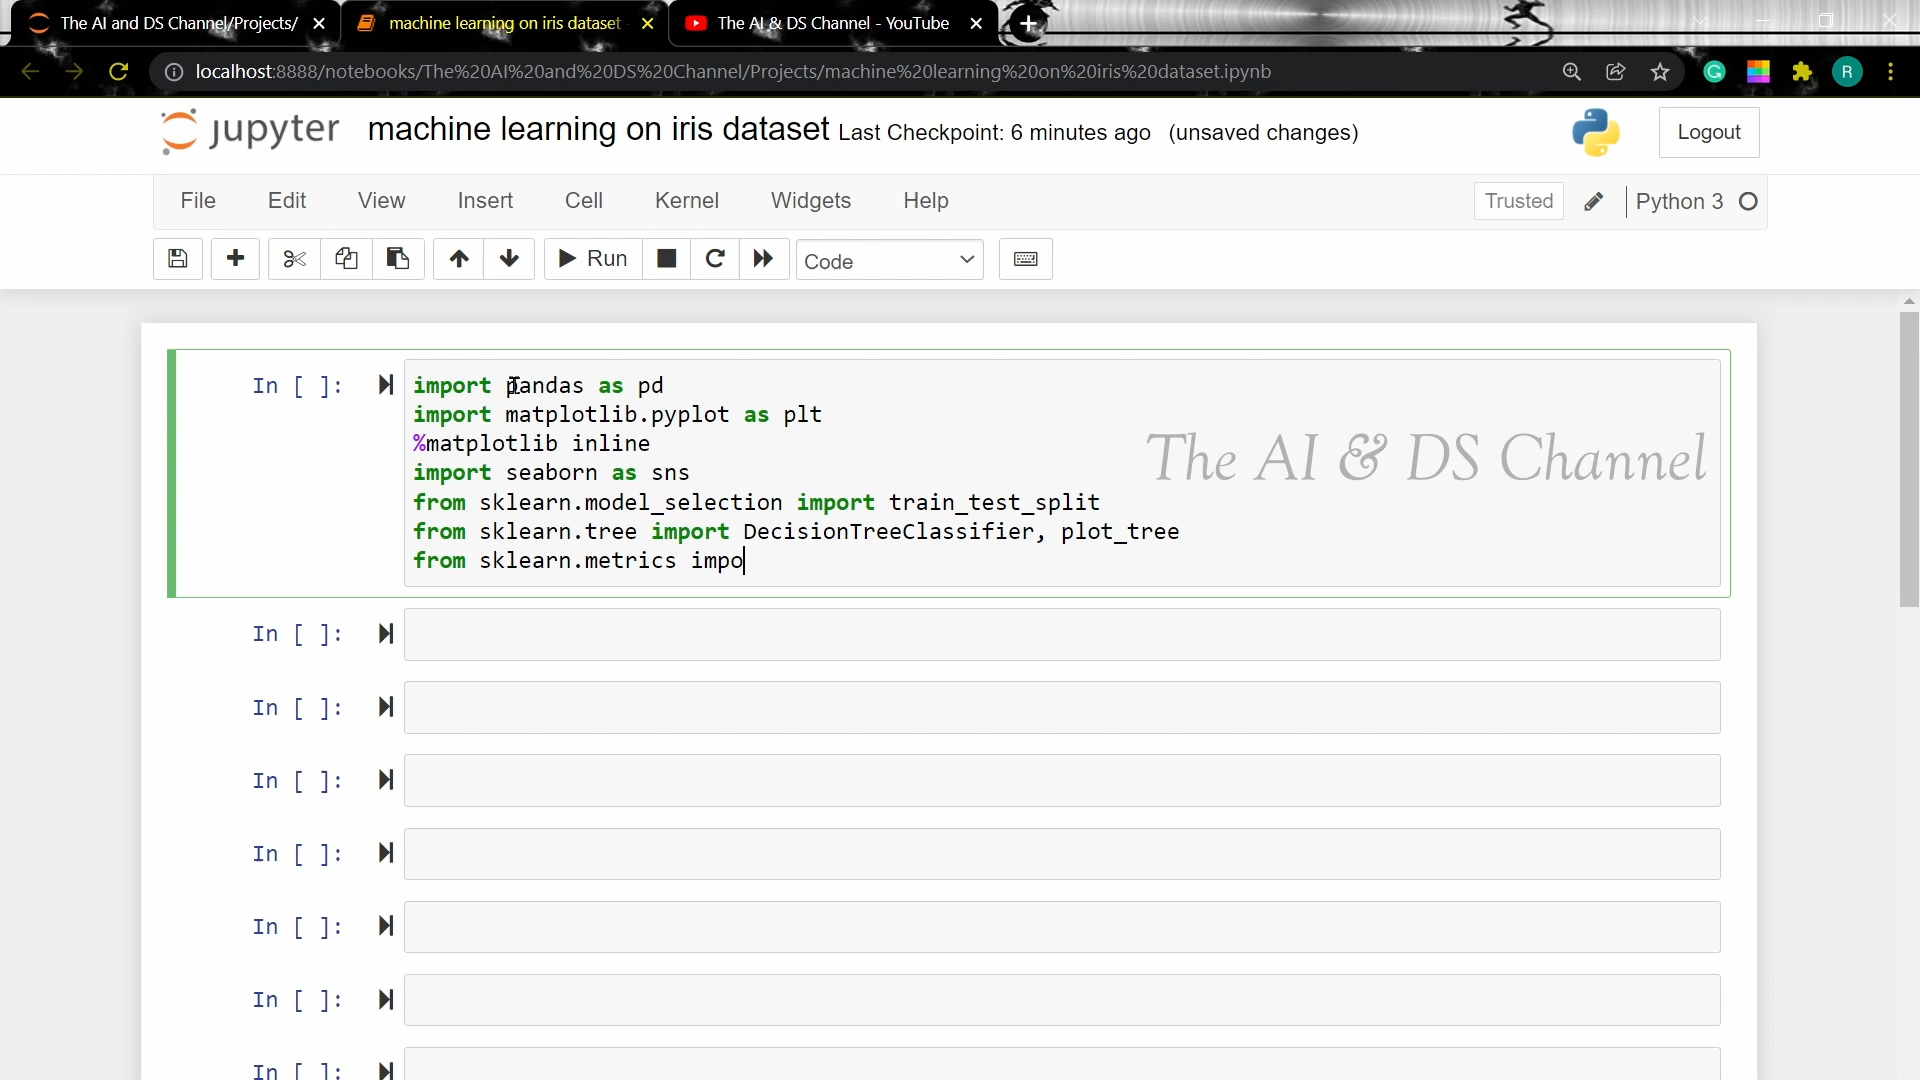 The AI and DS Channel/Projects/
machine learning on iris dataset
The AI & DS Channel - YouTube
localhost:8888/notebooks/The%20AI%20and%20DS%20Channel/Projects/machine%20learning%20on%20iris%20dataset.ipynb
R
jupyter machine learning on iris dataset Last Checkpoint: 6 minutes ago (unsaved changes)
Logout
File Edit View Insert Cell Kernel Widgets Help
Trusted
Python 3
Run
Code
In [ ]:
import pandas as pd
import matplotlib.pyplot as plt
%matplotlib inline
import seaborn as sns
from sklearn.model_selection import train_test_split
from sklearn.tree import DecisionTreeClassifier, plot_tree
from sklearn.metrics impo
The AI & DS Channel
In [ ]:
In [ ]:
In [ ]:
In [ ]:
In [ ]:
In [ ]:
In [ ]: